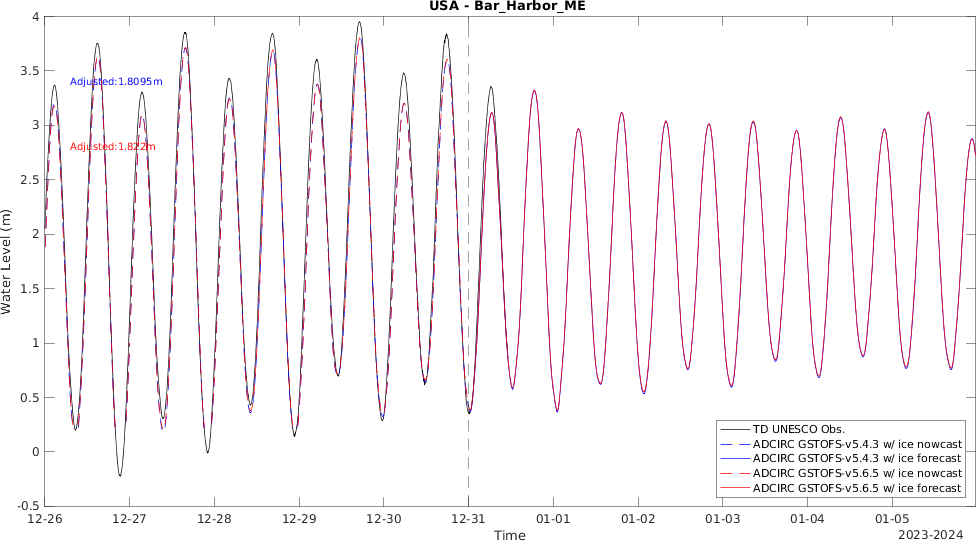 USA - Bar_Harbor_ME
4
3.5
3
2.5
2
1.5
1
0.5
0
-0.5
Water Level (m)
Adjusted:1.8095m
Adjusted:1.822m
TD UNESCO Obs.
ADCIRC GSTOFS-v5.4.3 w/ ice nowcast
ADCIRC GSTOFS-v5.4.3 w/ ice forecast
ADCIRC GSTOFS-v5.6.5 w/ ice nowcast
ADCIRC GSTOFS-v5.6.5 w/ ice forecast
12-26 12-27 12-28 12-29 12-30 12-31 01-01 01-02 01-03 01-04 01-05
Time
2023-2024